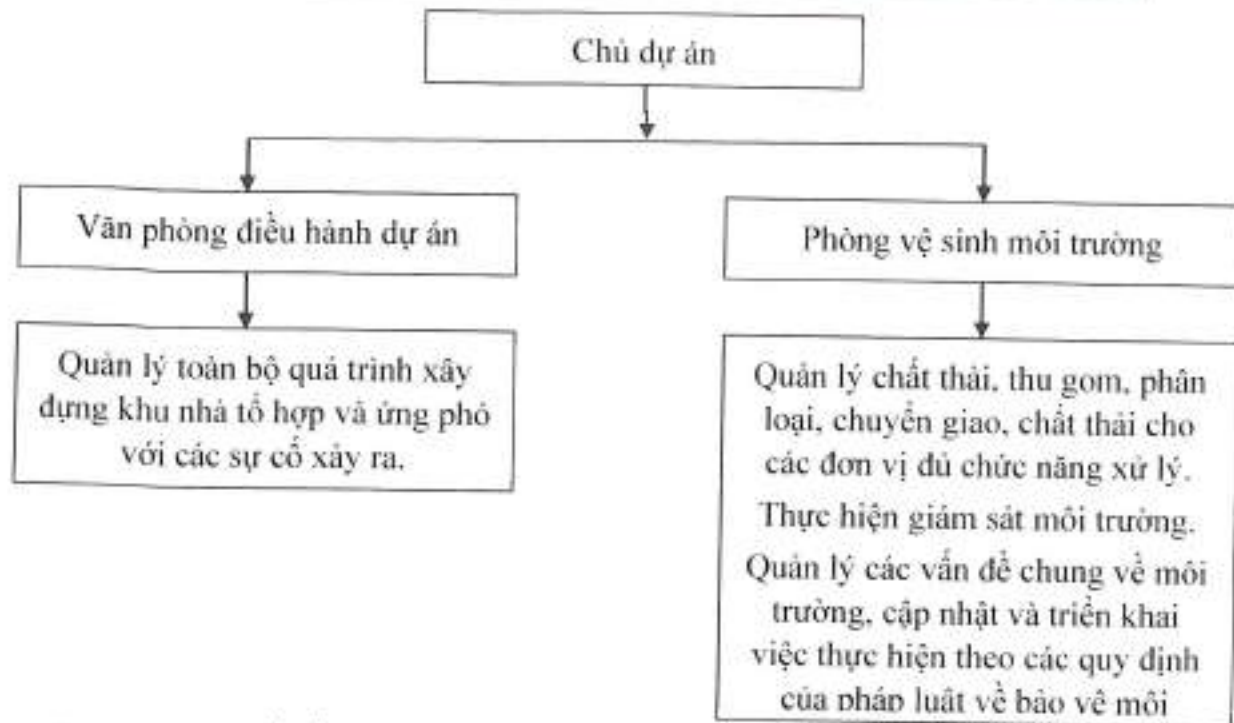 Chủ dự án
Văn phòng điều hành dự án
Phòng vệ sinh môi trường
Quản lý toàn bộ quá trình xây
dựng khu nhà tổ hợp và ứng phó
với các sự cố xảy ra.
Quản lý chất thải, thu gom, phân
loại, chuyển giao, chất thải cho
các đơn vị đủ chức năng xử lý.
Thực hiện giám sát môi trường.
Quản lý các vấn đề chung về môi
trường, cập nhật và triển khai
việc thực hiện theo các quy định
của pháp luật về bảo vệ môi